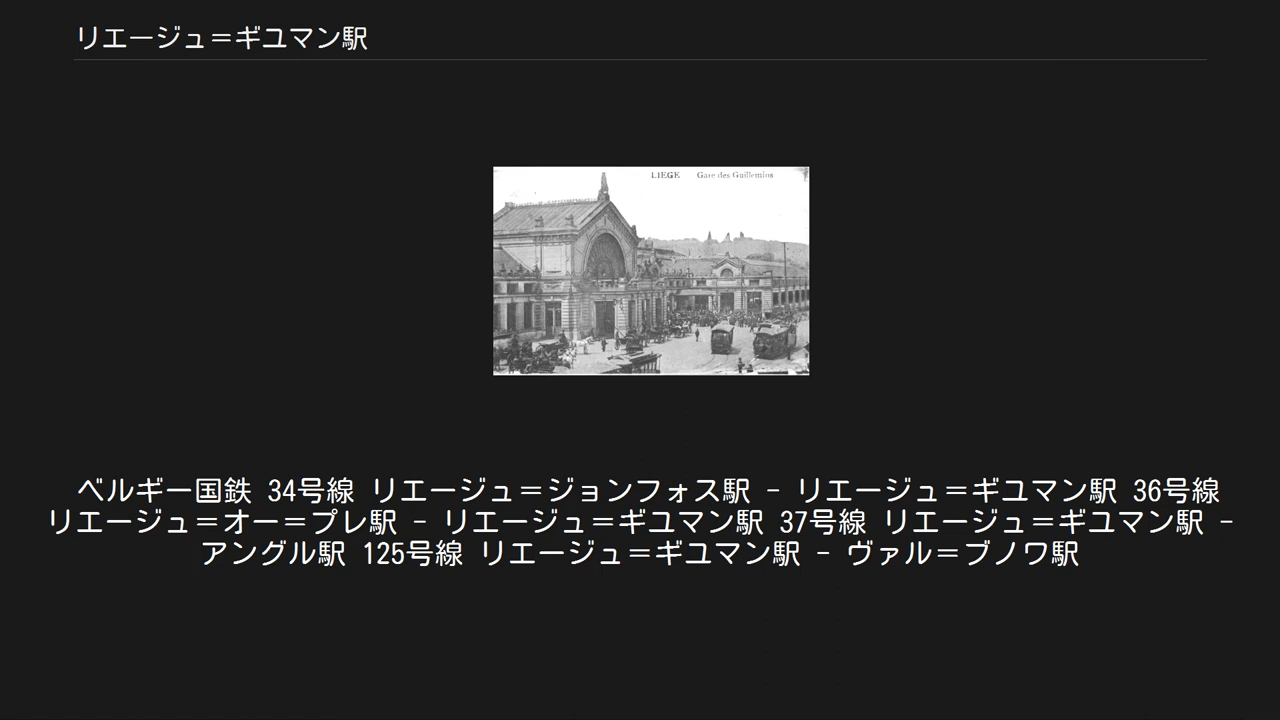 リエージュ＝ギユマン駅
LIEGE Gare des Guillemins
ベルギー国鉄 34号線 リエージュ＝ジョンフォス駅 - リエージュ＝ギユマン駅 36号線
リエージュ＝オー＝プレ駅 - リエージュ＝ギユマン駅 37号線 リエージュ＝ギユマン駅 -
アングル駅 125号線 リエージュ＝ギユマン駅 - ヴァル＝ブノワ駅